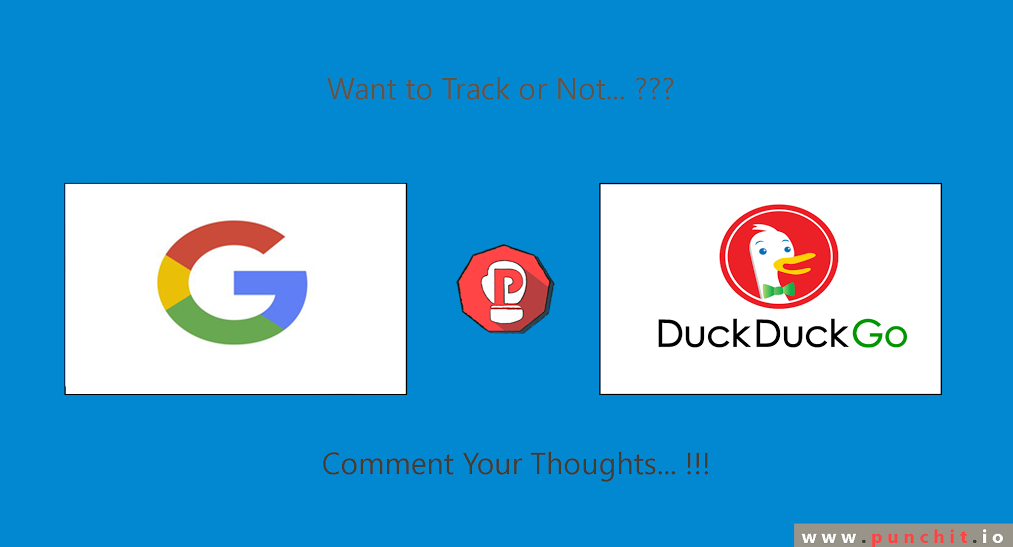 Want to Track or Not... ???
G
P
DuckDuckGo
Comment Your Thoughts... !!!
www.punchit.io